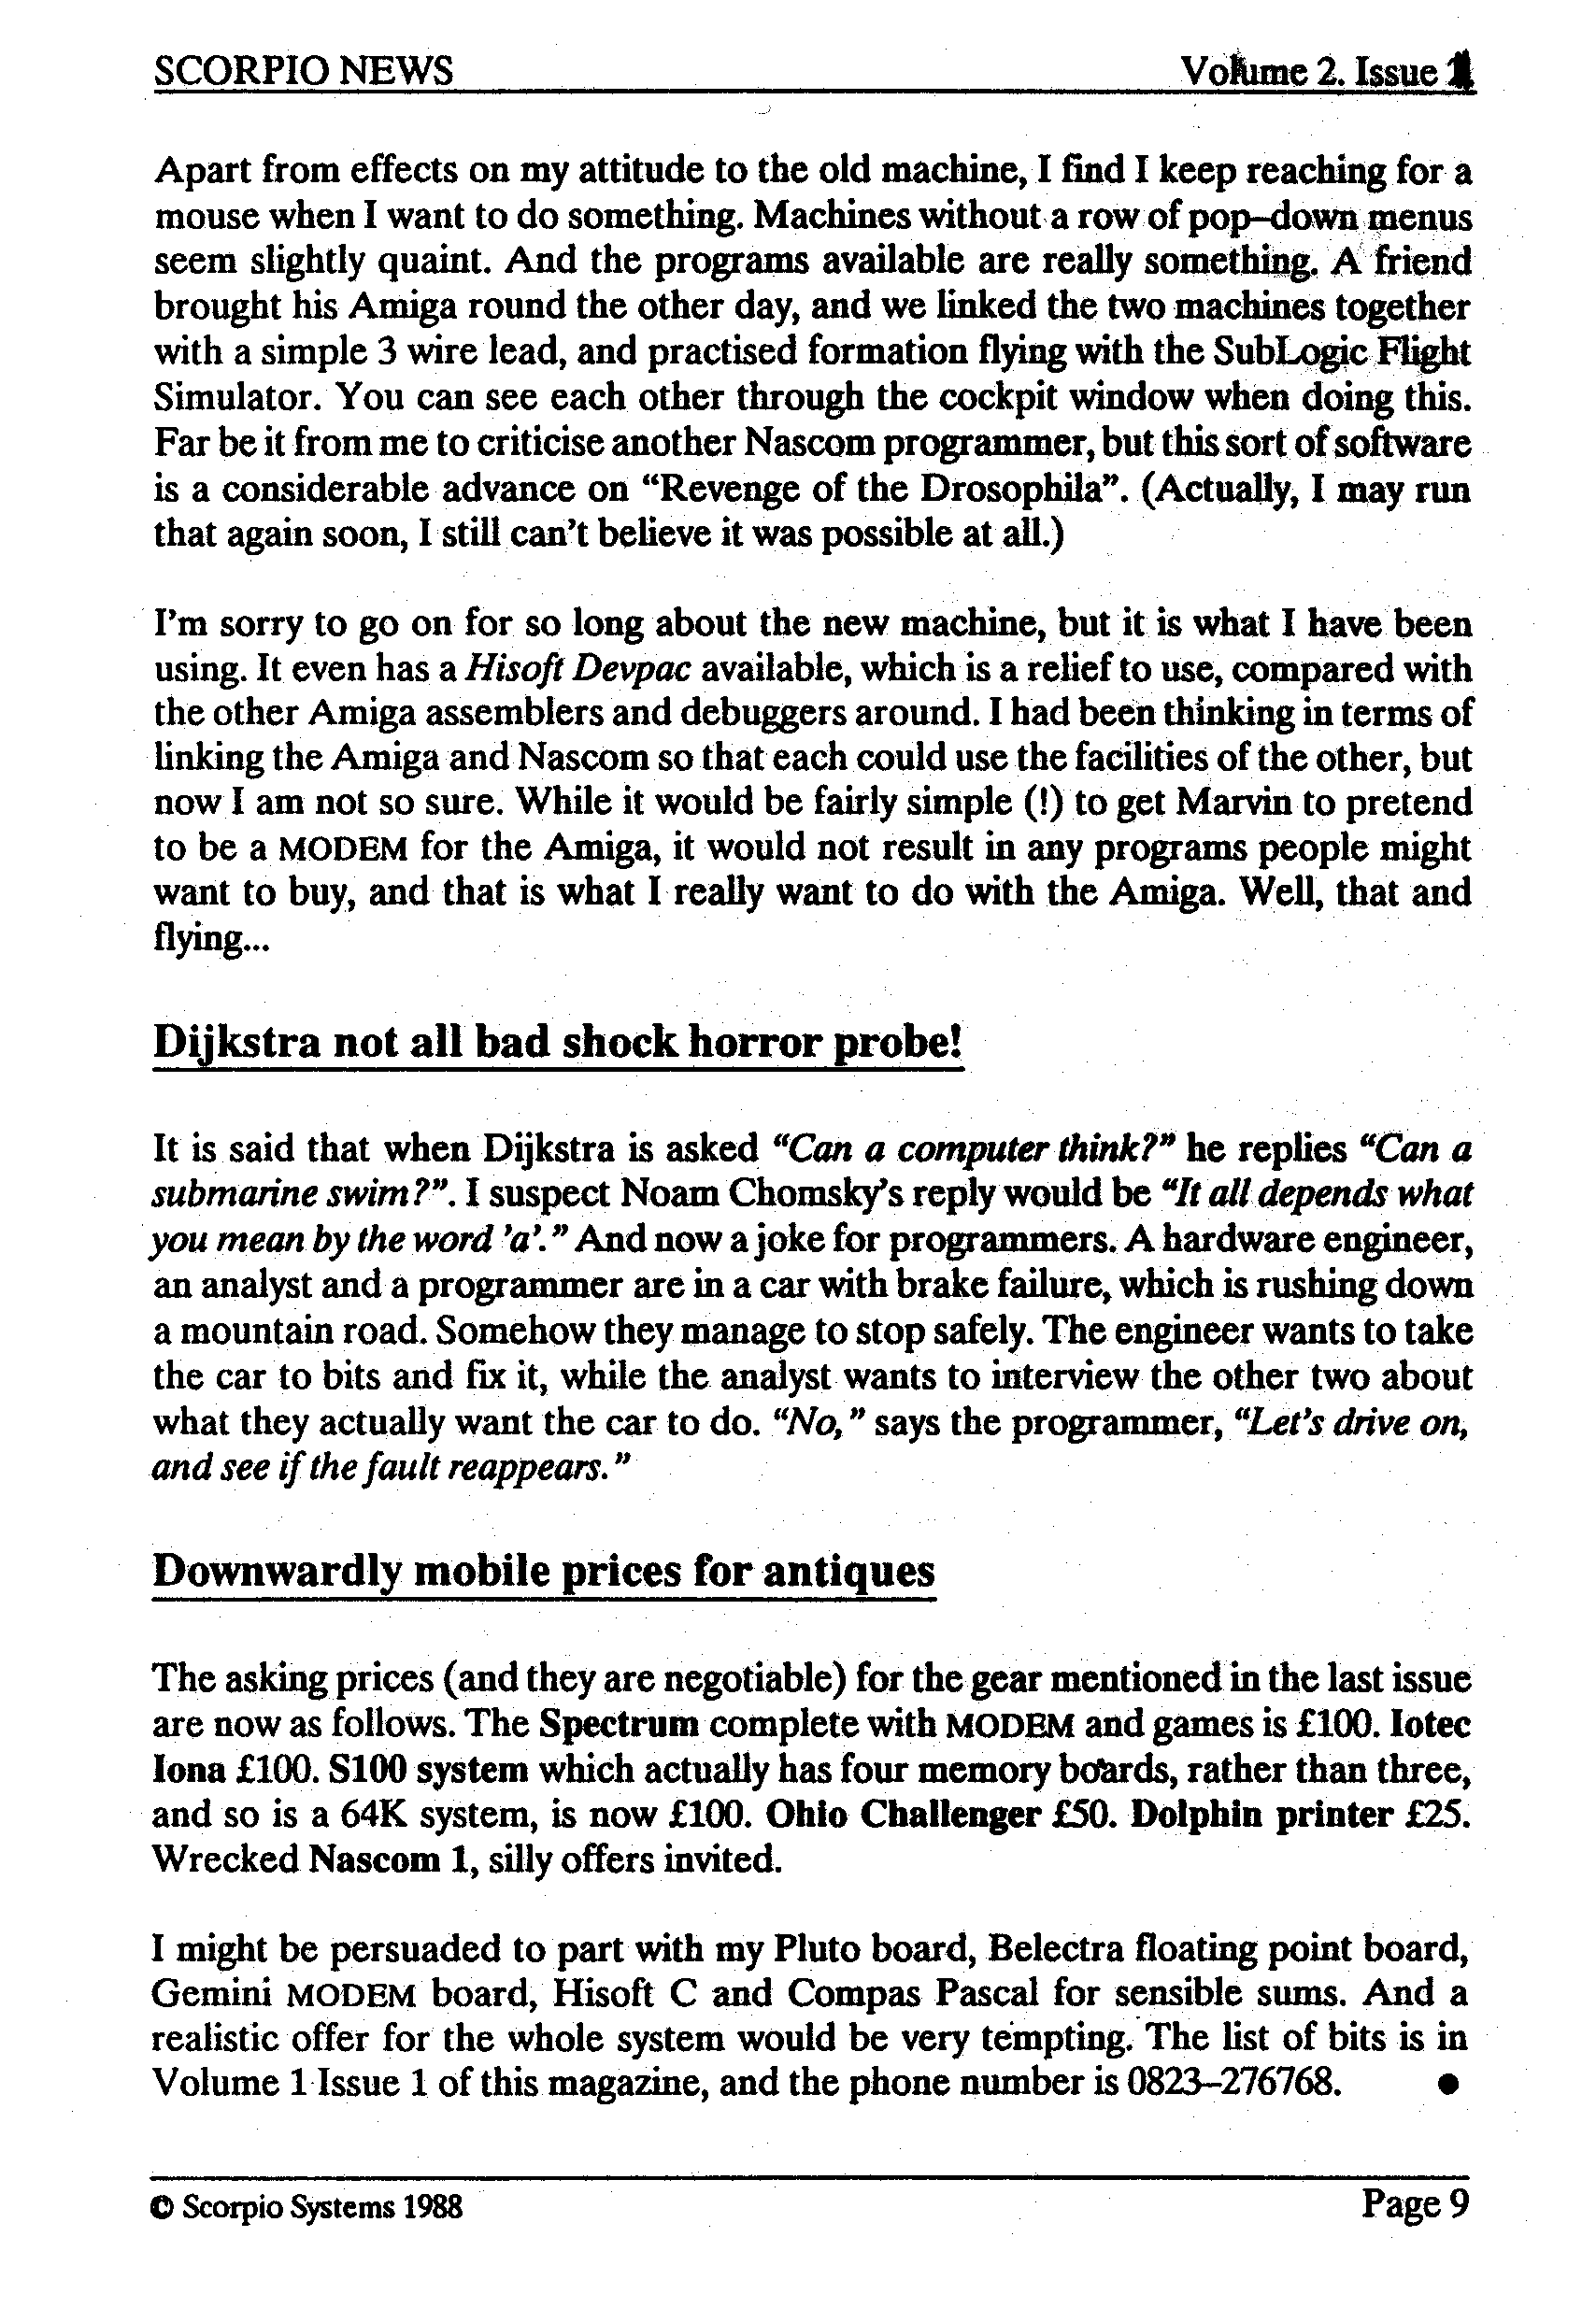 SCORPIO NEWS Volume 2. Issue 1
Apart from effects on my attitude to the old machine, I find I keep reaching for a
mouse when I want to do something. Machines without a row of pop–down menus
seem slightly quaint. And the programs available are really something. A friend
brought his Amiga round the other day, and we linked the two machines together
with a simple 3 wire lead, and practised formation flying with the SubLogic Flight
Simulator. You can see each other through the cockpit window when doing this.
Far be it from me to criticise another Nascom programmer, but this sort of software
is a considerable advance on “Revenge of the Drosophila”. (Actually, I may run
that again soon, I still can’t believe it was possible at all.)
I’m sorry to go on for so long about the new machine, but it is what I have been
using. It even has a Hisoft Devpac available, which is a relief to use, compared with
the other Amiga assemblers and debuggers around. I had been thinking in terms of
linking the Amiga and Nascom so that each could use the facilities of the other, but
now I am not so sure. While it would be fairly simple (!) to get Marvin to pretend
to be a MODEM for the Amiga, it would not result in any programs people might
want to buy, and that is what I really want to do with the Amiga. Well, that and
flying...
Dijkstra not all bad shock horror probe!
It is said that when Dijkstra is asked “Can a computer think?” he replies “Can a
submarine swim?”. I suspect Noam Chomsky’s reply would be “It all depends what
you mean by the word ’a’.” And now a joke for programmers. A hardware engineer,
an analyst and a programmer are in a car with brake failure, which is rushing down
a mountain road. Somehow they manage to stop safely. The engineer wants to take
the car to bits and fix it, while the analyst wants to interview the other two about
what they actually want the car to do. “No,” says the programmer, “Let’s drive on,
and see if the fault reappears.”
Downwardly mobile prices for antiques
The asking prices (and they are negotiable) for the gear mentioned in the last issue
are now as follows. The Spectrum complete with MODEM and games is £100. Iotec
Iona £100. S100 system which actually has four memory boards, rather than three,
and so is a 64K system, is now £100. Ohio Challenger £50. Dolphin printer £25.
Wrecked Nascom 1, silly offers invited.
I might be persuaded to part with my Pluto board, Belectra floating point board,
Gemini MODEM board, Hisoft C and Compas Pascal for sensible sums. And a
realistic offer for the whole system would be very tempting. The list of bits is in
Volume 1 Issue 1 of this magazine, and the phone number is 0823–276768. ●
© Scorpio Systems 1988 Page 9